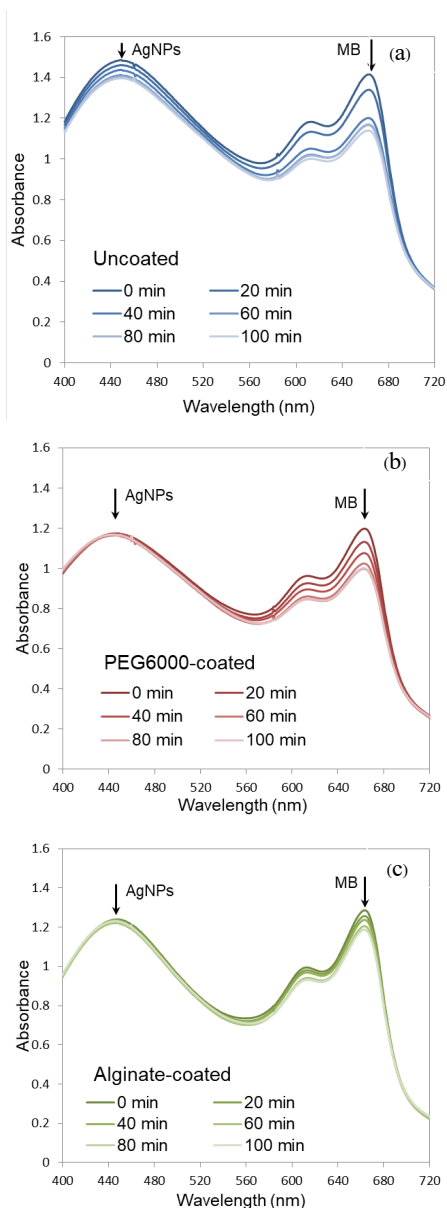 AgNPs
MB
(a)
1.6
1.4
1.2
1
0.8
0.6
0.4
0.2
0
Absorbance
Uncoated
0 min 20 min
40 min 60 min
80 min 100 min
400 440 480 520 560 600 640 680 720
Wavelength (nm)
(b)
AgNPs
MB
1.6
1.4
1.2
1
0.8
0.6
0.4
0.2
0
Absorbance
PEG6000-coated
0 min 20 min
40 min 60 min
80 min 100 min
400 440 480 520 560 600 640 680 720
Wavelength (nm)
(c)
AgNPs
MB
1.6
1.4
1.2
1
0.8
0.6
0.4
0.2
0
Absorbance
Alginate-coated
0 min 20 min
40 min 60 min
80 min 100 min
400 440 480 520 560 600 640 680 720
Wavelength (nm)